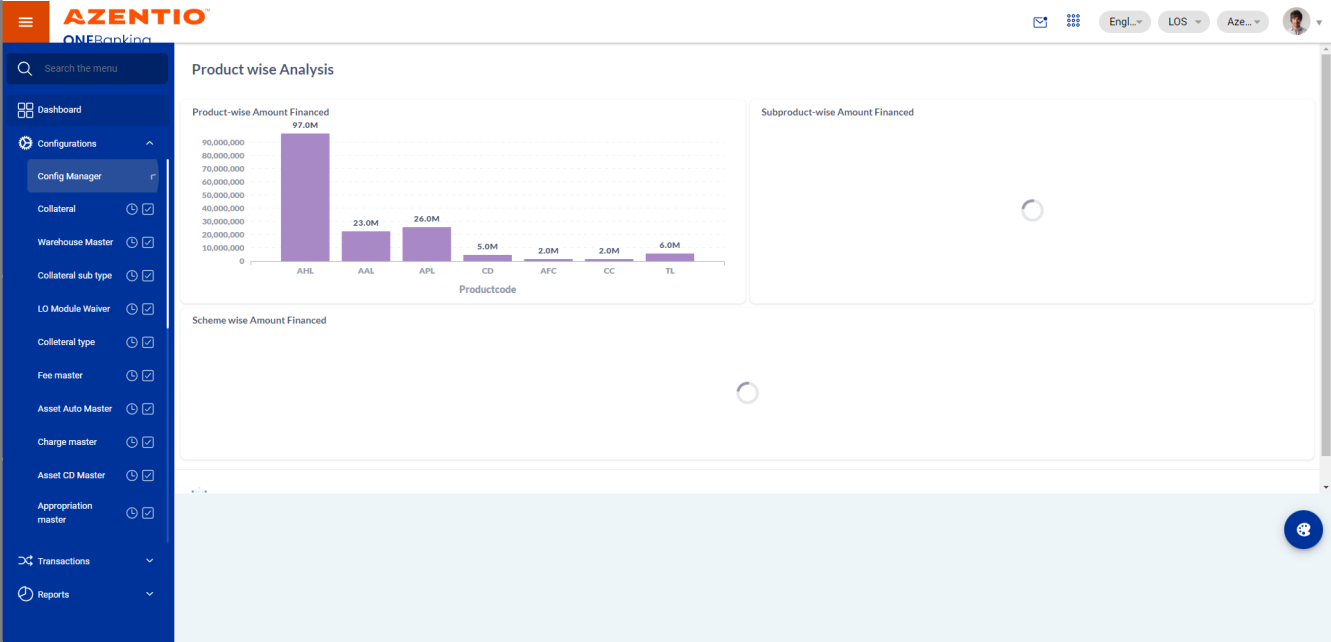 AZENTIO™
ONEBanking
Engl...
LOS
Aze...
Search the menu
Dashboard
Configurations
Config Manager
Collateral
Warehouse Master
Collateral sub type
LO Module Waiver
Colleteral type
Fee master
Asset Auto Master
Charge master
Asset CD Master
Appropriation
master
Transactions
Reports
Product wise Analysis
Product-wise Amount Financed
97.0M
90,000,000
80,000,000
70,000,000
60,000,000
50,000,000
40,000,000
30,000,000
20,000,000
10,000,000
0
23.0M
26.0M
5.0M
2.0M
2.0M
6.0M
AHL AAL APL CD AFC CC TL
Productcode
Subproduct-wise Amount Financed
Scheme wise Amount Financed